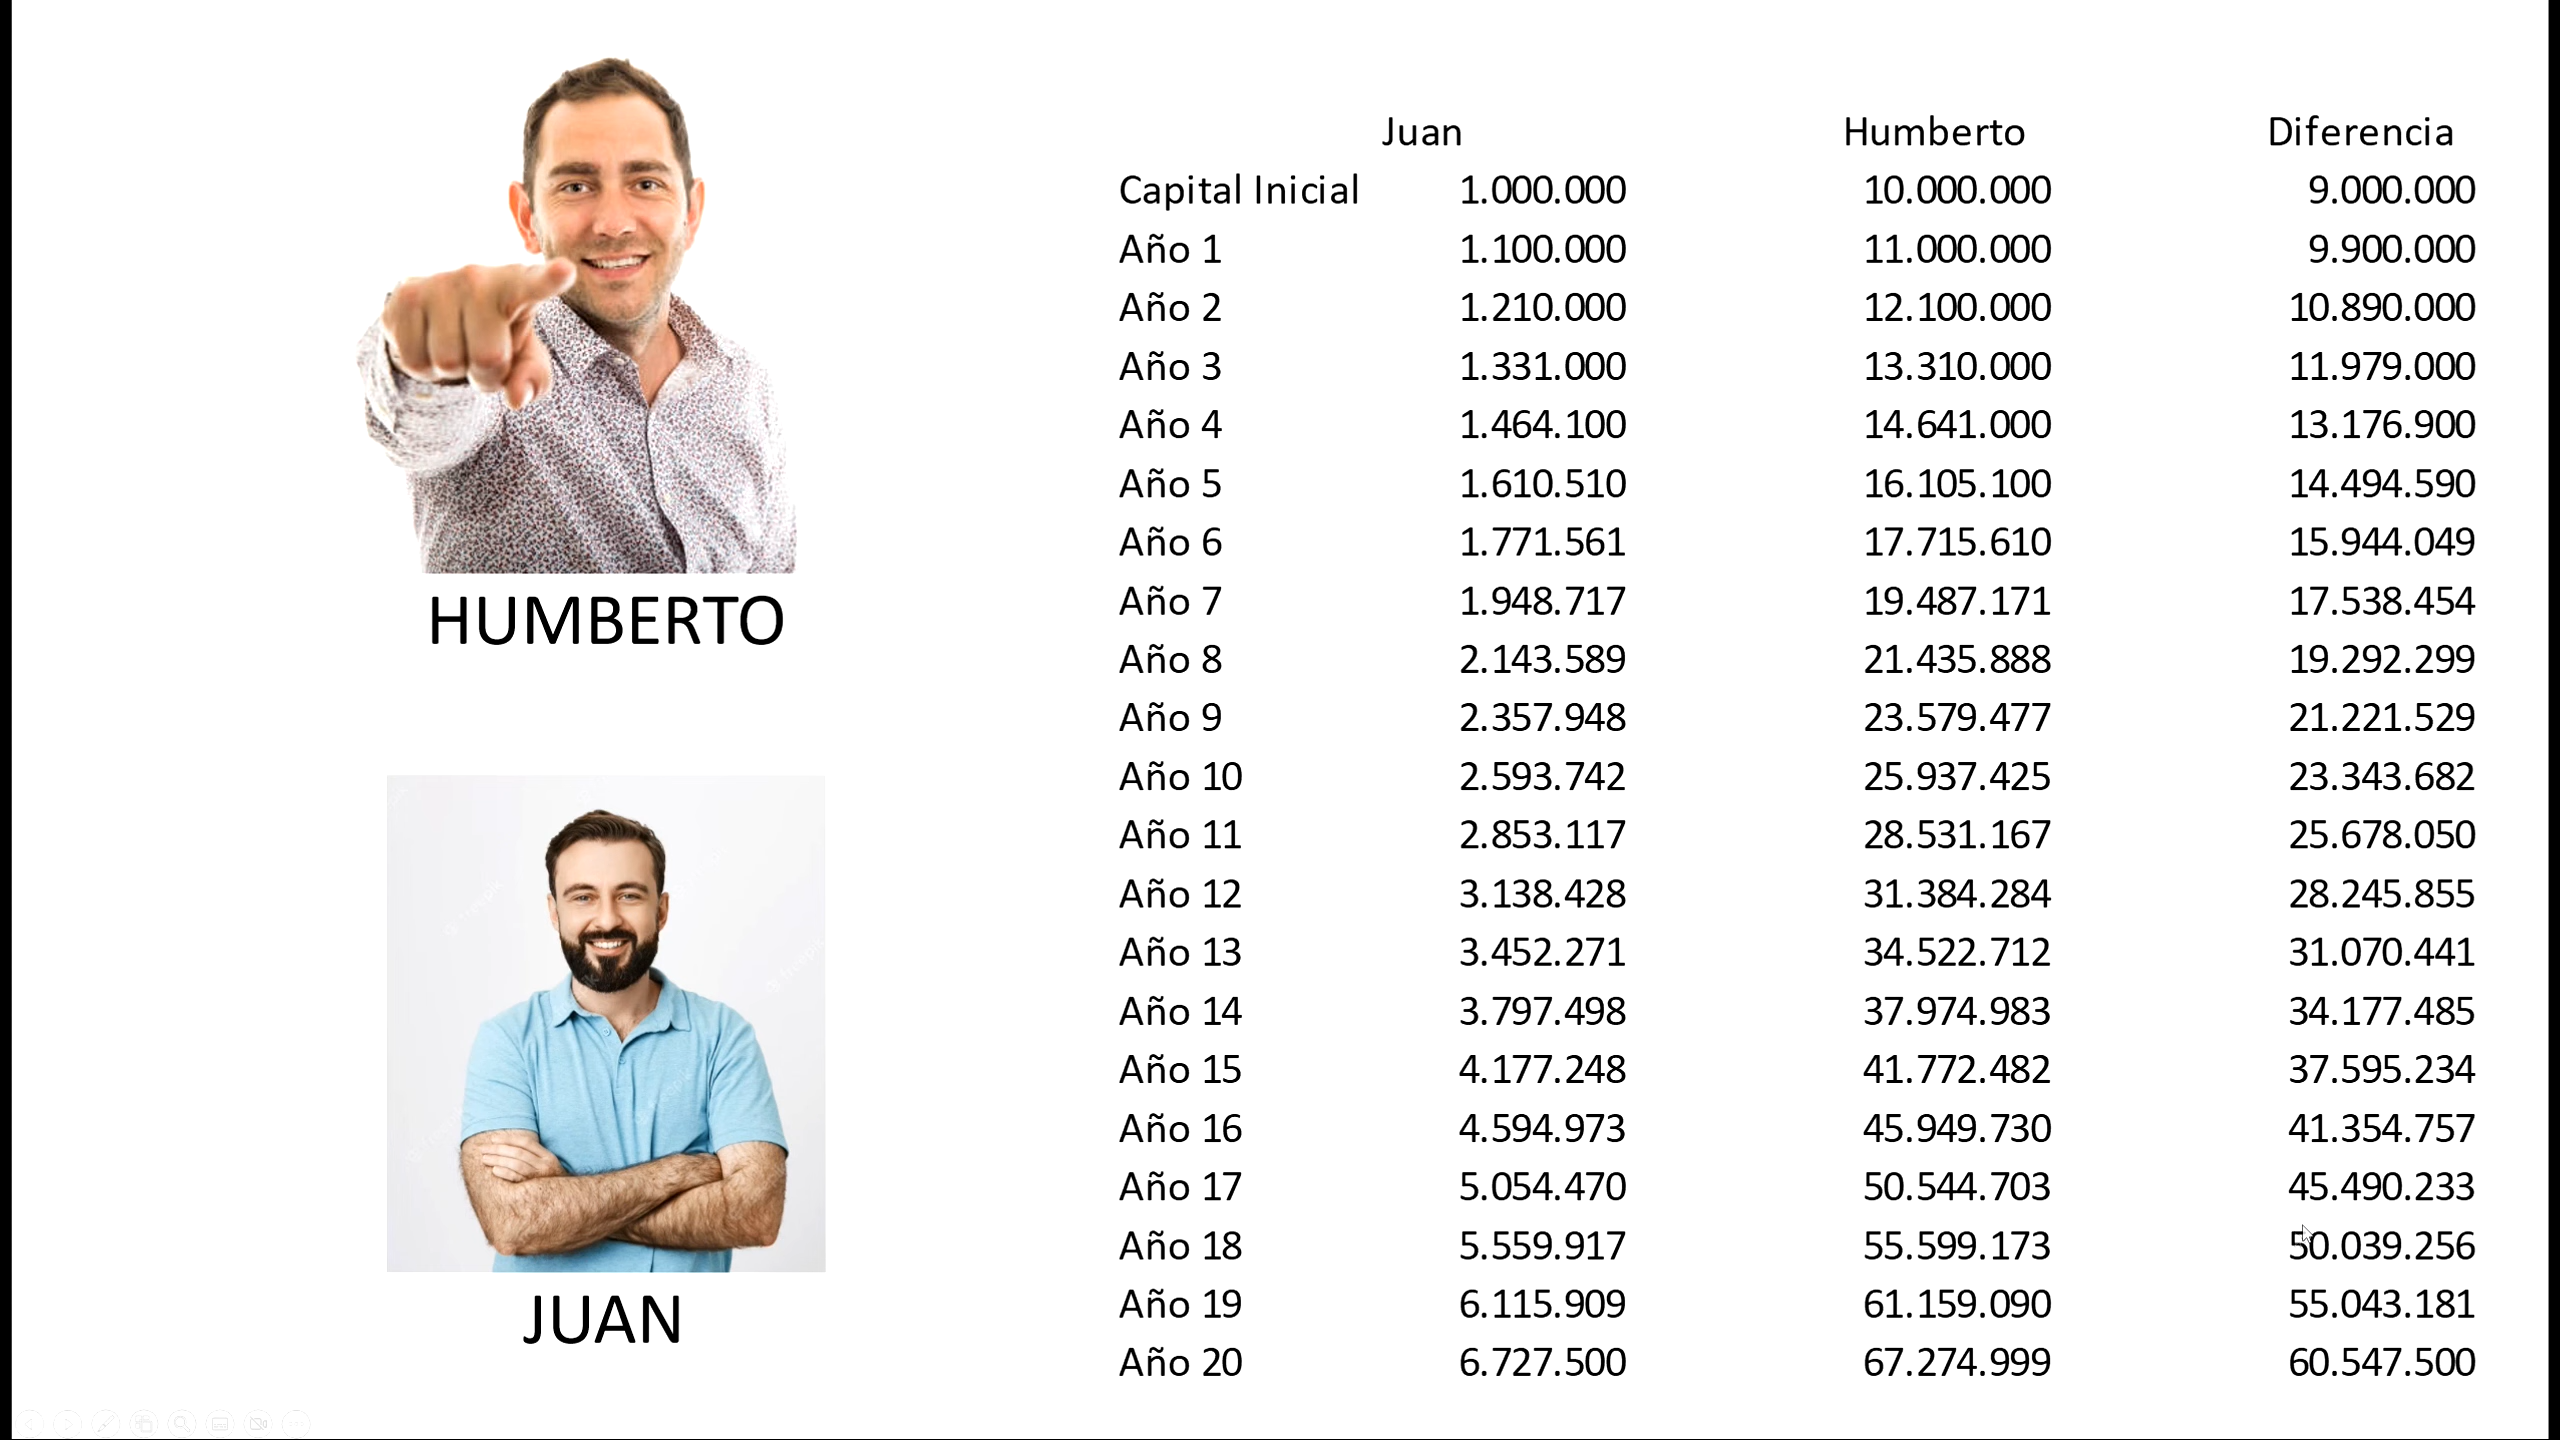 HUMBERTO
JUAN
Juan Humberto Diferencia
Capital Inicial 1.000.000 10.000.000 9.000.000
Año 1 1.100.000 11.000.000 9.900.000
Año 2 1.210.000 12.100.000 10.890.000
Año 3 1.331.000 13.310.000 11.979.000
Año 4 1.464.100 14.641.000 13.176.900
Año 5 1.610.510 16.105.100 14.494.590
Año 6 1.771.561 17.715.610 15.944.049
Año 7 1.948.717 19.487.171 17.538.454
Año 8 2.143.589 21.435.888 19.292.299
Año 9 2.357.948 23.579.477 21.221.529
Año 10 2.593.742 25.937.425 23.343.682
Año 11 2.853.117 28.531.167 25.678.050
Año 12 3.138.428 31.384.284 28.245.855
Año 13 3.452.271 34.522.712 31.070.441
Año 14 3.797.498 37.974.983 34.177.485
Año 15 4.177.248 41.772.482 37.595.234
Año 16 4.594.973 45.949.730 41.354.757
Año 17 5.054.470 50.544.703 45.490.233
Año 18 5.559.917 55.599.173 50.039.256
Año 19 6.115.909 61.159.090 55.043.181
Año 20 6.727.500 67.274.999 60.547.500